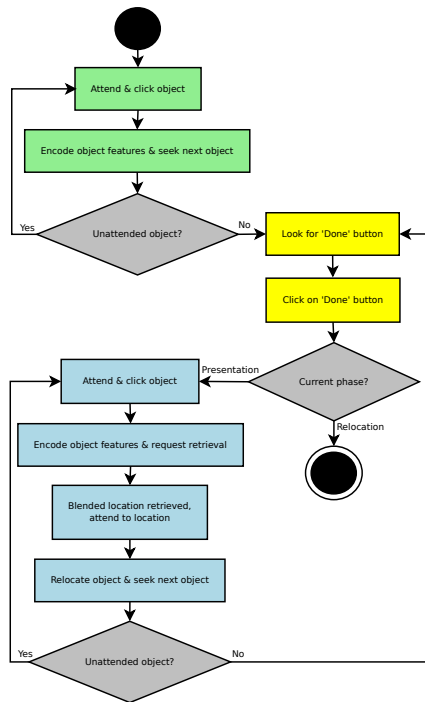 Attend & click object
Encode object features & seek next object
Yes
Unattended object?
No
Look for 'Done' button
Click on 'Done' button
Current phase?
Presentation
Relocation
Attend & click object
Encode object features & request retrieval
Blended location retrieved,
attend to location
Relocate object & seek next object
Yes
Unattended object?
No